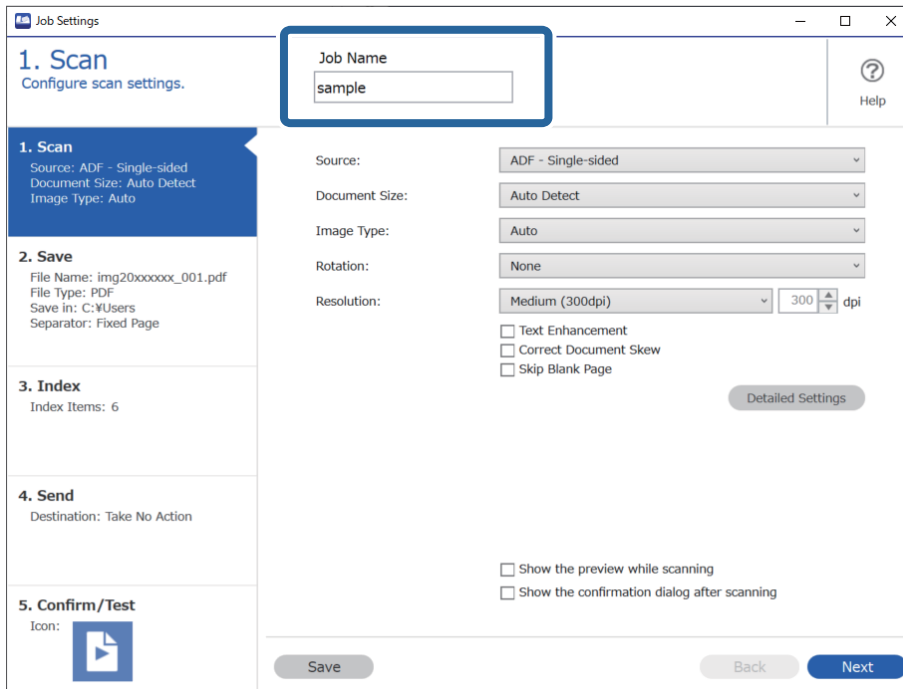 Job Settings
1. Scan
Configure scan settings.
Job Name
sample
Help
1. Scan
Source: ADF - Single-sided
Document Size: Auto Detect
Image Type: Auto
2. Save
File Name: img20xxxxxx_001.pdf
File Type: PDF
Save in: C:¥Users
Separator: Fixed Page
3. Index
Index Items: 6
4. Send
Destination: Take No Action
5. Confirm/Test
Icon:
Source: ADF - Single-sided
Document Size: Auto Detect
Image Type: Auto
Rotation: None
Resolution: Medium (300dpi) 300 dpi
Text Enhancement
Correct Document Skew
Skip Blank Page
Detailed Settings
Show the preview while scanning
Show the confirmation dialog after scanning
Save Back Next